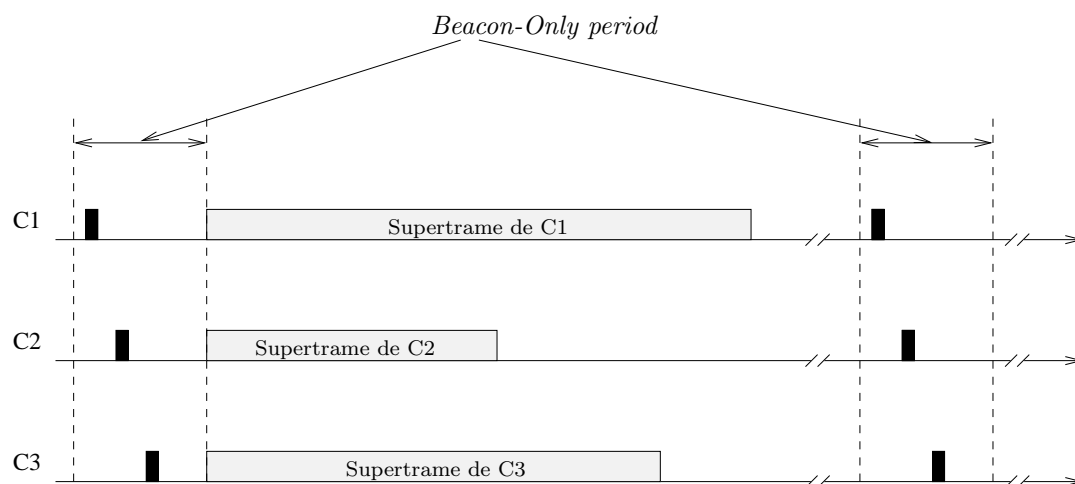 Beacon-Only period
C1
Supertrame de C1
C2
Supertrame de C2
C3
Supertrame de C3